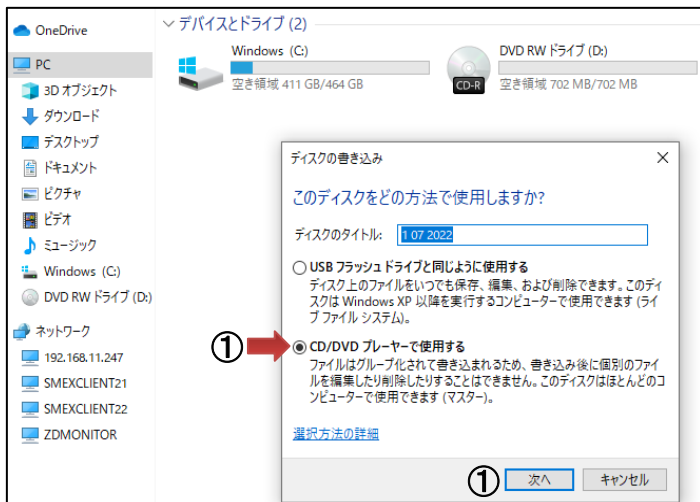 OneDrive
PC
3D オブジェクト
ダウンロード
デスクトップ
ドキュメント
ピクチャ
ビデオ
ミュージック
Windows (C:)
DVD RW ドライブ (D:)
ネットワーク
192.168.11.247
SMEXCLIENT21
SMEXCLIENT22
ZDMONITOR
デバイスとドライブ (2)
Windows (C:)
空き領域 411 GB/464 GB
CD-R
DVD RW ドライブ (D:)
空き領域 702 MB/702 MB
ディスクの書き込み
このディスクをどの方法で使用しますか?
ディスクのタイトル: 1 07 2022
USB フラッシュ ドライブと同じように使用する
ディスク上のファイルをいつでも保存、編集、および削除できます。このディ
スクは Windows XP 以降を実行するコンピューターで使用できます (ライ
ブ ファイル システム)。
① CD/DVD プレーヤーで使用する
ファイルはグループ化されて書き込まれるため、書き込み後に個別のファイ
ルを編集したり削除したりすることはできません。このディスクはほとんどのコ
ンピューターで使用できます (マスター)。
選択方法の詳細
① 次へ キャンセル